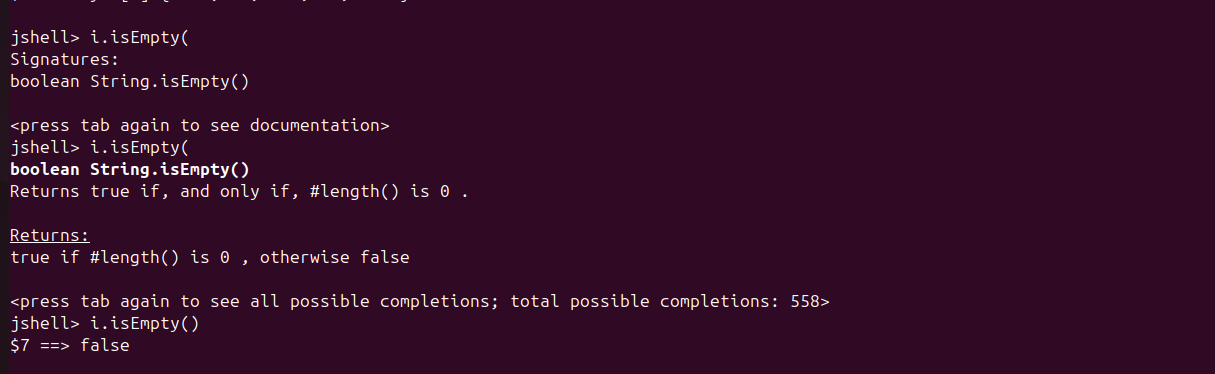 jshell> i.isEmpty(
Signatures:
boolean String.isEmpty()
<press tab again to see documentation>
jshell> i.isEmpty(
boolean String.isEmpty()
Returns true if, and only if, #length() is 0 .
Returns:
true if #length() is 0 , otherwise false
<press tab again to see all possible completions; total possible completions: 558>
jshell> i.isEmpty()
$7 ==> false